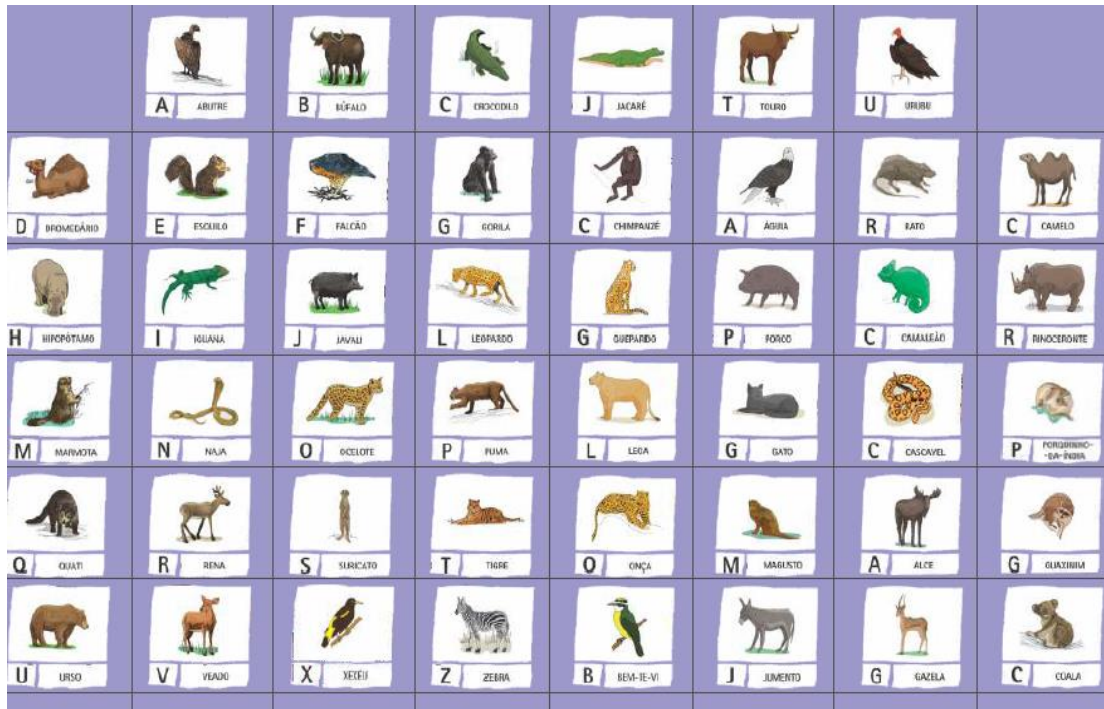 A ABUTRE
B BÚFALO
C CROCODILO
J JACARÉ
T TOURO
U URUBU
D DROMEDÁRIO
E ESQUILO
F FALCÃO
G GORILA
C CHIMPANZÉ
A ÁGUIA
R RATO
C CAMELO
H HIPOPÓTAMO
I IGUANA
J JAVALI
L LEOPARDO
G GUEPARDO
P PORCO
C CAMALEÃO
R RINOCERONTE
M MARMOTA
N NAJA
O OCELOTE
P PUMA
L LEOA
G GATO
C CASCAVEL
P PORQUINHO-
-DA-ÍNDIA
Q QUATI
R RENA
S SURICATO
T TIGRE
O ONÇA
M MAGUSTO
A ALCE
G GUAXINIM
U URSO
V VEADO
X XEXÉU
Z ZEBRA
B BEM-TE-VI
J JUMENTO
G GAZELA
C COALA